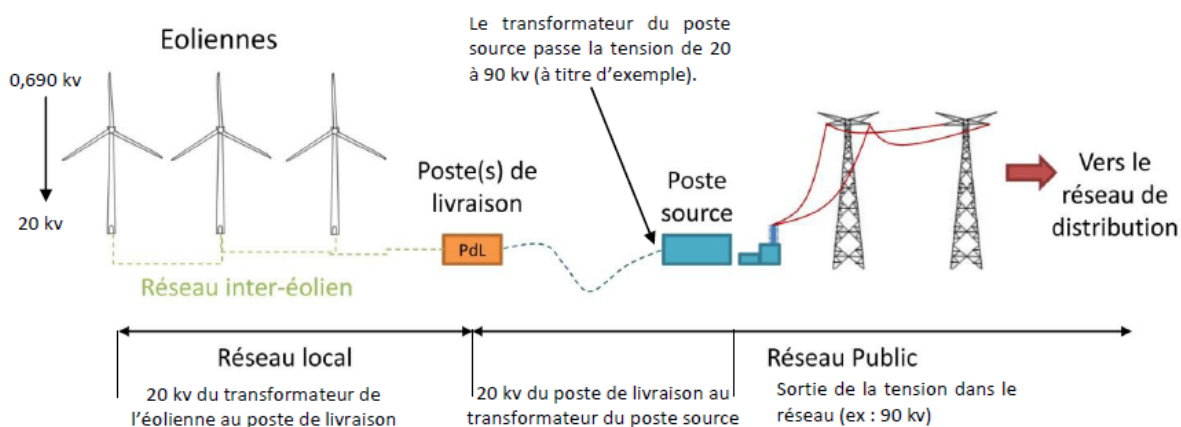 Eoliennes
0,690 kv
20 kv
Le transformateur du poste
source passe la tension de 20
à 90 kv (à titre d'exemple).
Poste(s) de
livraison
PdL
Poste
source
Vers le
réseau de
distribution
Réseau inter-éolien
Réseau local
Réseau Public
20 kv du transformateur de
l'éolienne au poste de livraison
20 kv du poste de livraison au
transformateur du poste source
Sortie de la tension dans le
réseau (ex : 90 kv)